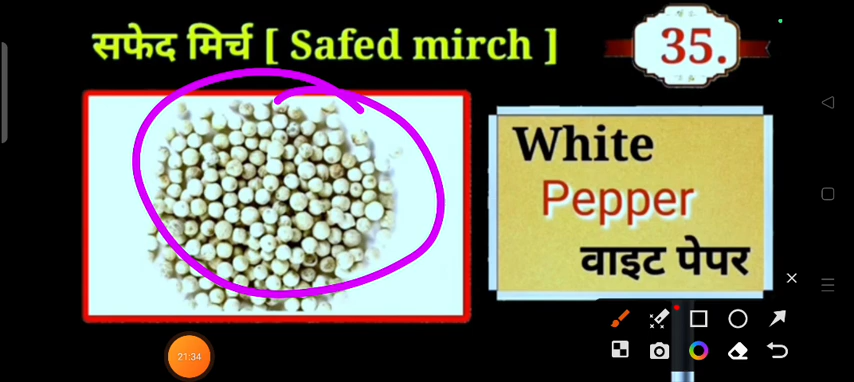 सफेद मिर्च [ Safed mirch ]
35.
White
Pepper
वाइट पेपर
21:34